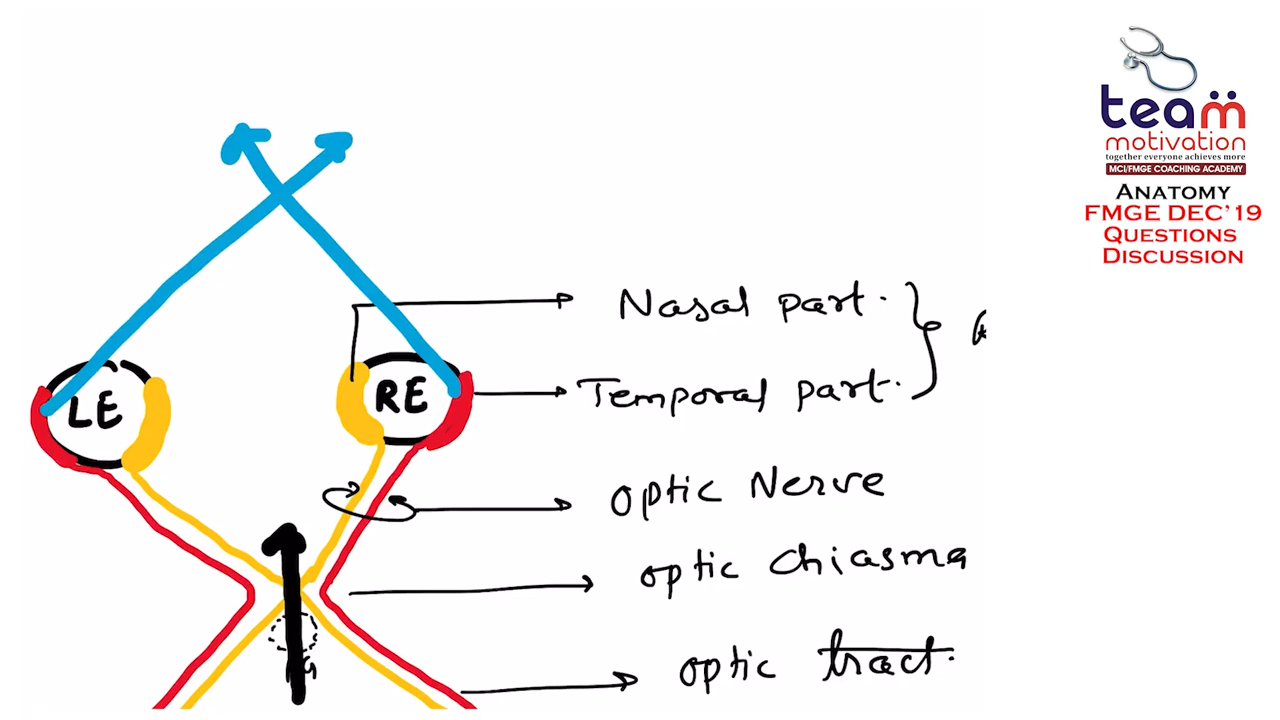 team
motivation
together everyone achieves more
MCI/FMGE COACHING ACADEMY
ANATOMY
FMGE DEC'19
QUESTIONS
DISCUSSION
Nasal part.
Temporal part.
LE
RE
optic Nerve
optic chiasma
optic tract.